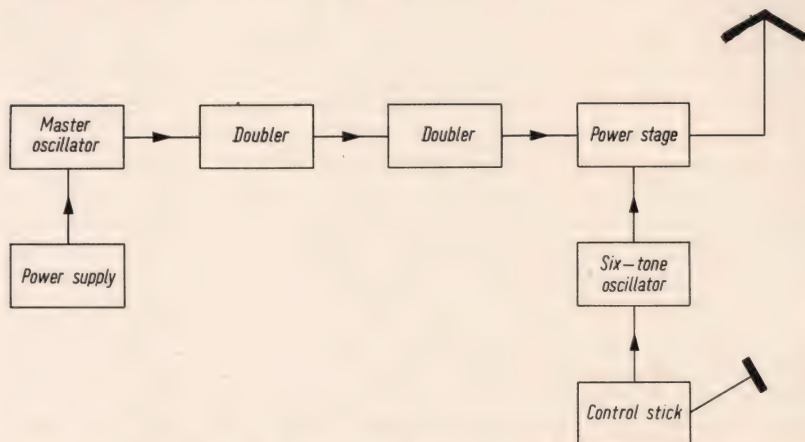 Master
oscillator
Doubler
Doubler
Power stage
Power supply
Six-tone
oscillator
Control stick